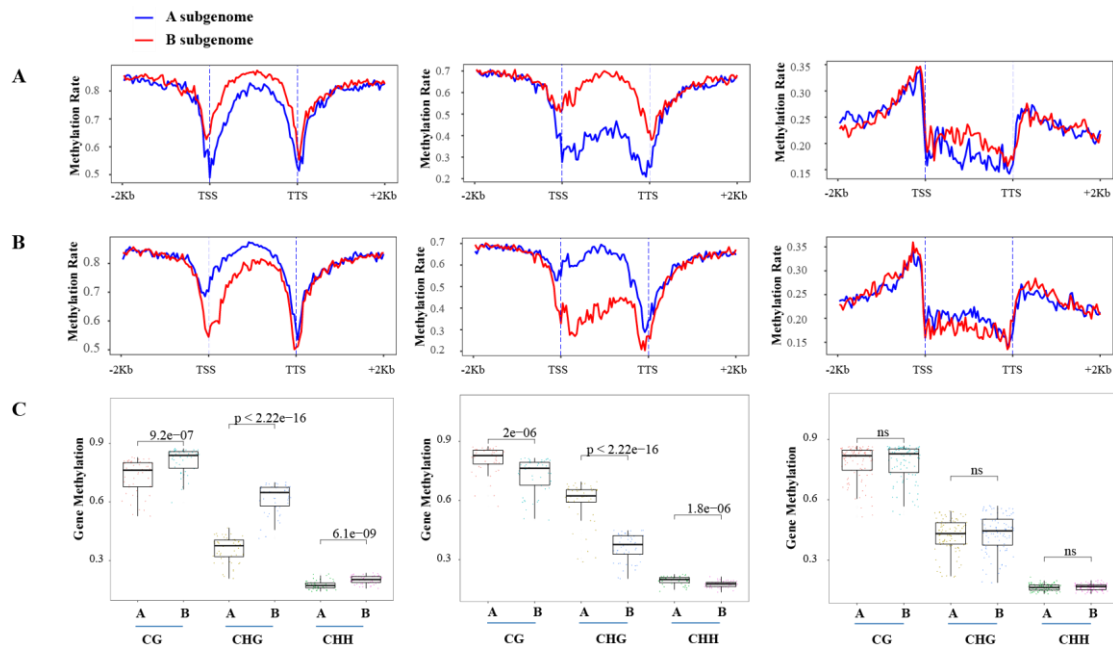 A subgenome
B subgenome
A
Methylation Rate
0.8
0.7
0.6
0.5
-2Kb TSS TTS +2Kb
Methylation Rate
0.7
0.6
0.5
0.4
0.3
0.2
-2Kb TSS TTS +2Kb
Methylation Rate
0.35
0.30
0.25
0.20
0.15
-2Kb TSS TTS +2Kb
B
Methylation Rate
0.8
0.7
0.6
0.5
-2Kb TSS TTS +2Kb
Methylation Rate
0.7
0.6
0.5
0.4
0.3
0.2
-2Kb TSS TTS +2Kb
Methylation Rate
0.35
0.30
0.25
0.20
0.15
-2Kb TSS TTS +2Kb
C
Gene Methylation
0.9
0.6
0.3
9.2e−07
p < 2.22e−16
6.1e−09
A B A B A B
CG CHG CHH
Gene Methylation
0.9
0.6
0.3
2e−06
p < 2.22e−16
1.8e−06
A B A B A B
CG CHG CHH
Gene Methylation
0.9
0.6
0.3
ns
ns
ns
A B A B A B
CG CHG CHH